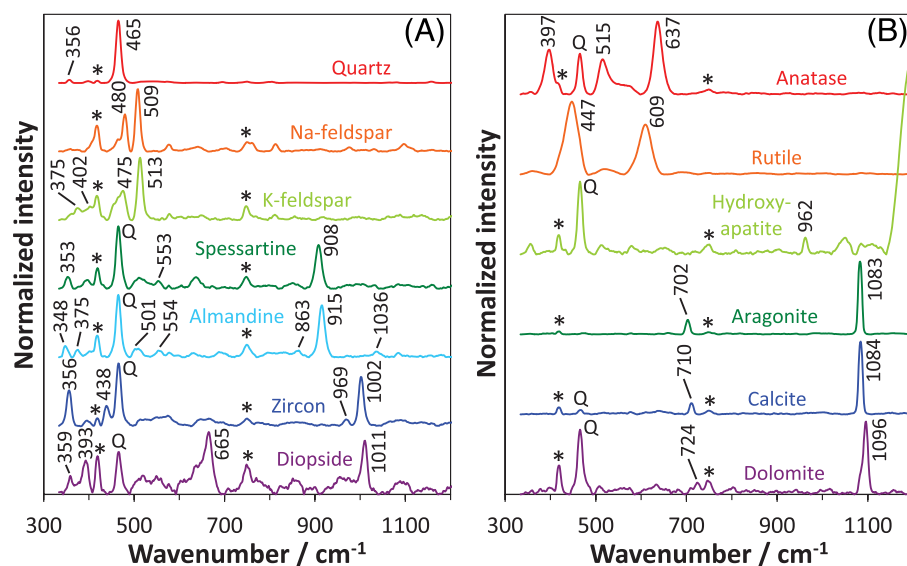 (A)
465
356
*
Quartz
480
509
*
*
Na-feldspar
375
402
*
475
513
*
K-feldspar
Q
353
*
553
*
908
Spessartine
348
375
*
Q
501
554
*
863
915
1036
Almandine
356
438
*
Q
*
969
1002
Zircon
359
393
*
Q
665
*
1011
Diopside
Normalized intensity
300
500
700
900
1100
Wavenumber / cm-1
(B)
397
*
Q
515
637
*
Anatase
447
609
Rutile
*
Q
*
962
Hydroxy-
apatite
*
702
*
1083
Aragonite
*
Q
710
*
1084
Calcite
*
Q
724
*
1096
Dolomite
Normalized intensity
300
500
700
900
1100
Wavenumber / cm-1